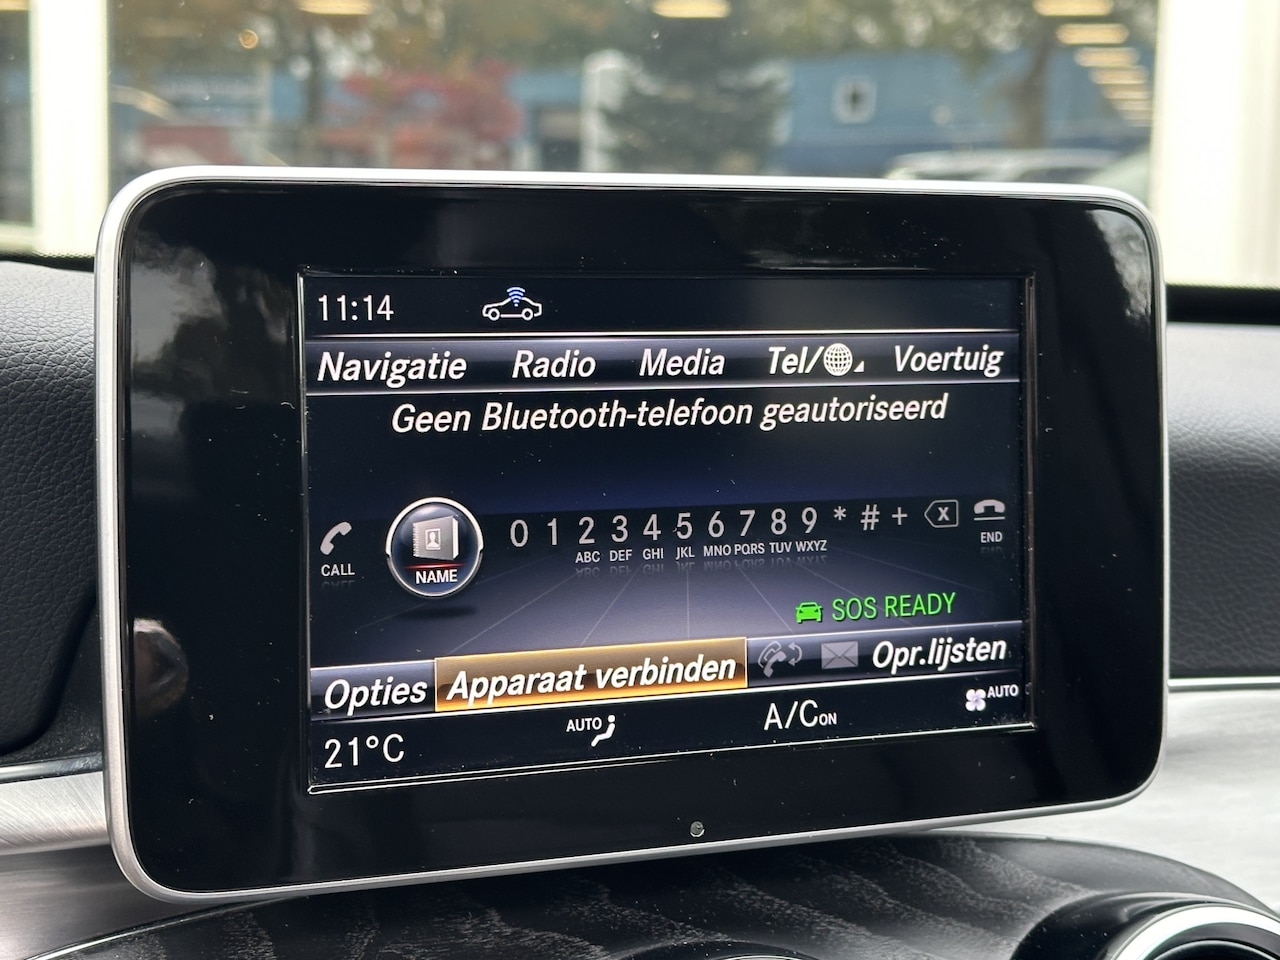 11:14
Navigatie Radio Media Tel/ Voertuig
Geen Bluetooth-telefoon geautoriseerd
CALL NAME 0 1 2 3 4 5 6 7 8 9 * # + X END
ABC DEF GHI JKL MNO PQRS TUV WXYZ
SOS READY
Opties Apparaat verbinden Opr.lijsten
21°C AUTO A/C ON AUTO